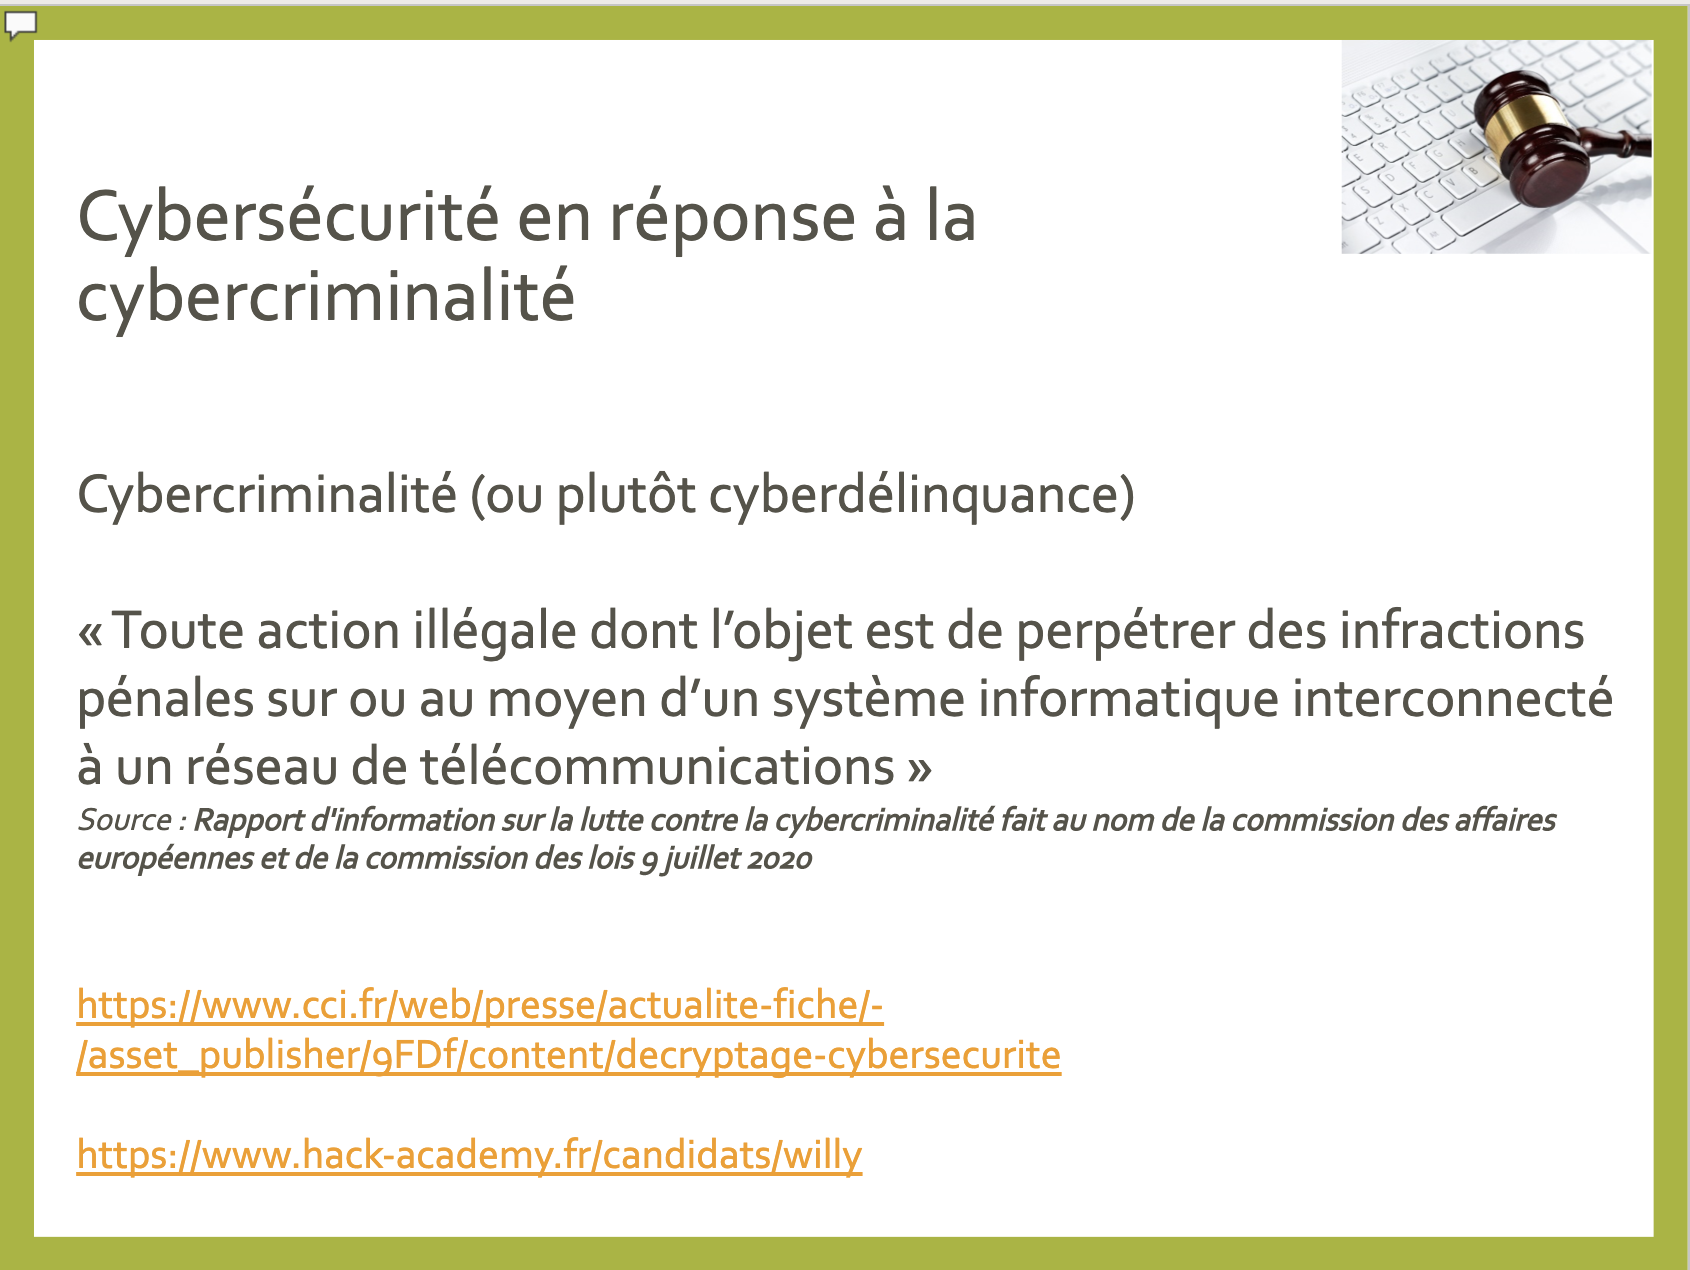 Cybersécurité en réponse à la
cybercriminalité
Cybercriminalité (ou plutôt cyberdélinquance)
« Toute action illégale dont l’objet est de perpétrer des infractions
pénales sur ou au moyen d’un système informatique interconnecté
à un réseau de télécommunications »
Source : Rapport d'information sur la lutte contre la cybercriminalité fait au nom de la commission des affaires
européennes et de la commission des lois 9 juillet 2020
https://www.cci.fr/web/presse/actualite-fiche/-
/asset_publisher/9FDf/content/decryptage-cybersecurite
https://www.hack-academy.fr/candidats/willy